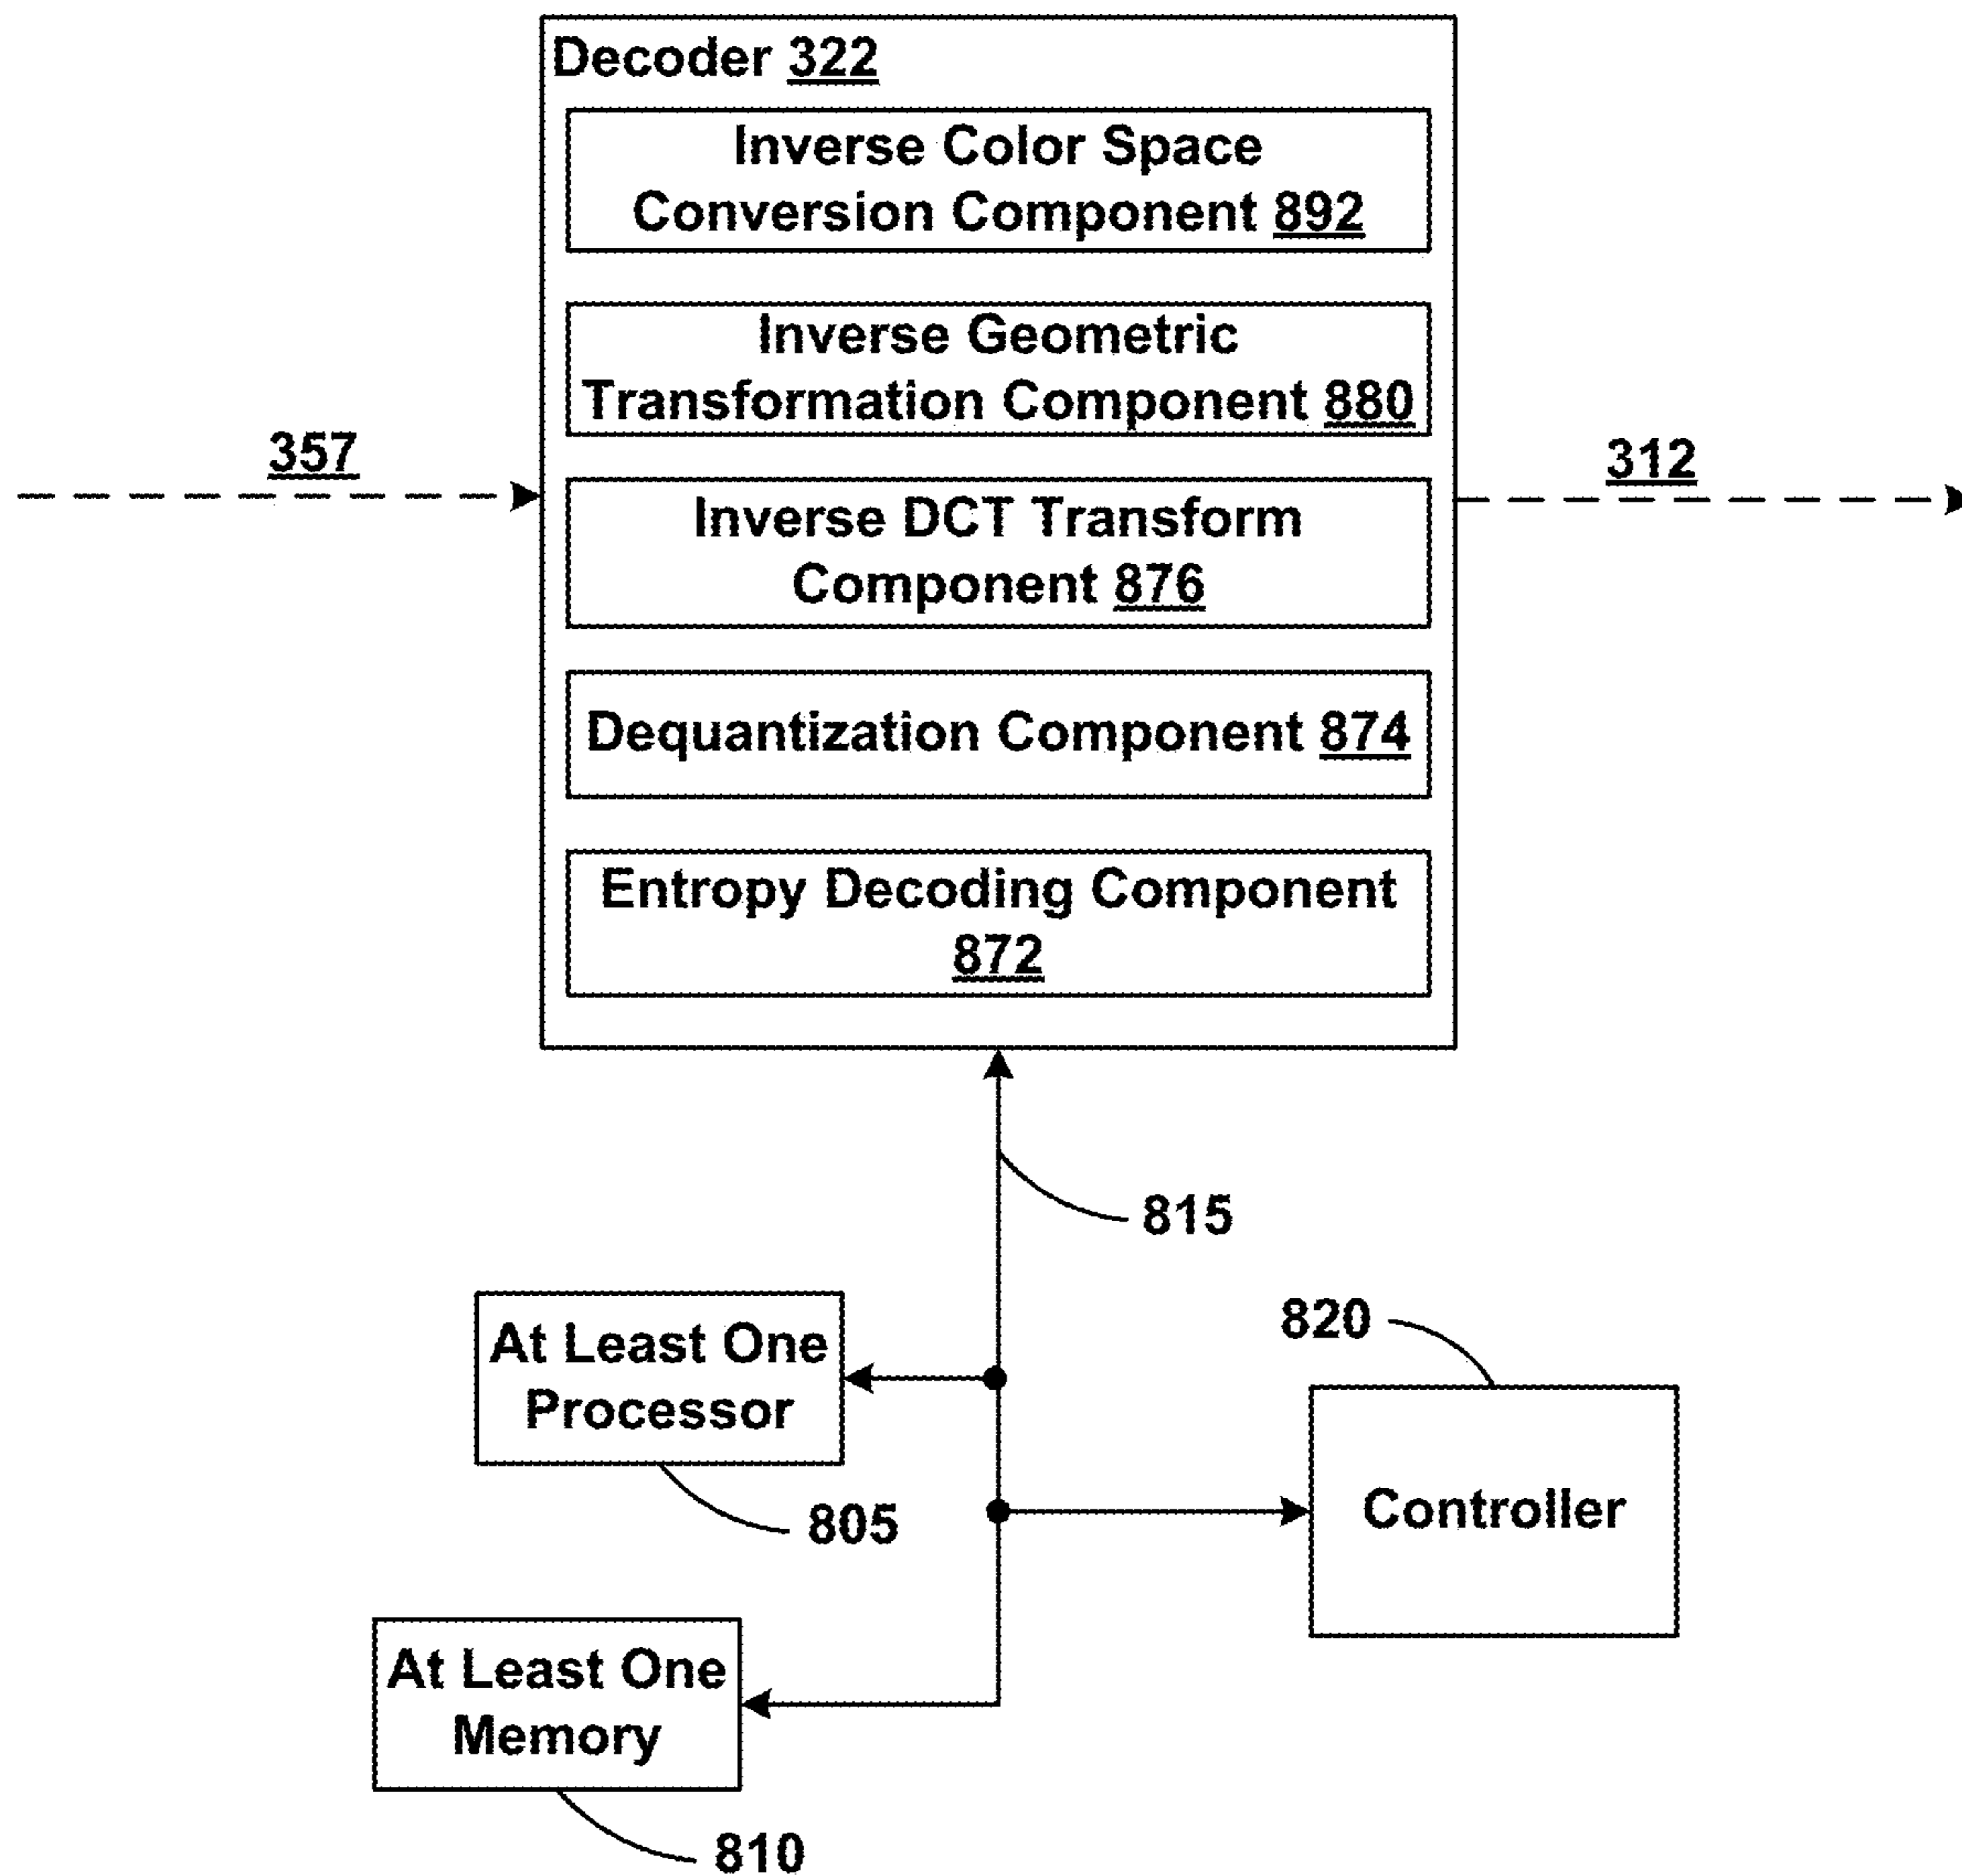 Decoder 322
Inverse Color Space
Conversion Component 892
Inverse Geometric
Transformation Component 880
357
312
Inverse DCT Transform
Component 876
Dequantization Component 874
Entropy Decoding Component
872
815
At Least One
Processor
805
820
Controller
At Least One
Memory
810